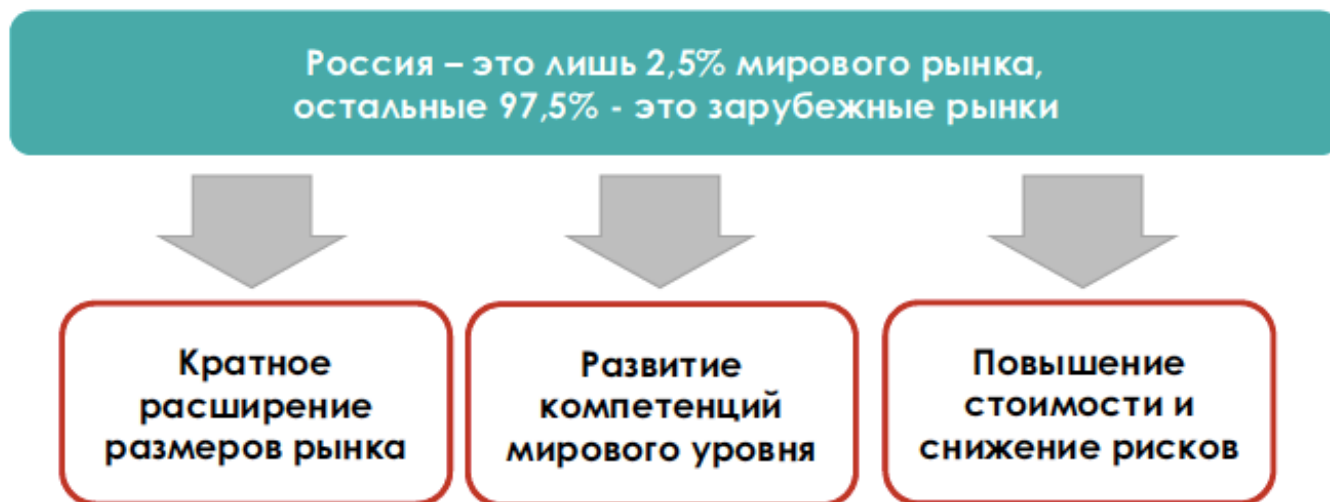 Россия – это лишь 2,5% мирового рынка,
остальные 97,5% - это зарубежные рынки
Кратное
расширение
размеров рынка
Развитие
компетенций
мирового уровня
Повышение
стоимости и
снижение рисков